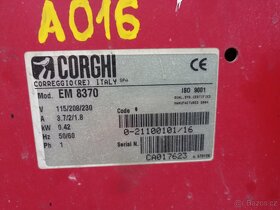 A016
CORGHI
CORREGGIO(RE) ITALY SPA
ISO 9001
Mod. EM 8370
V 115/208/230
A 3.7/2/1.8
kW 0.42
Hz 50/60
Ph 1
Code
0-21100101/16
Serial N.
CA017623